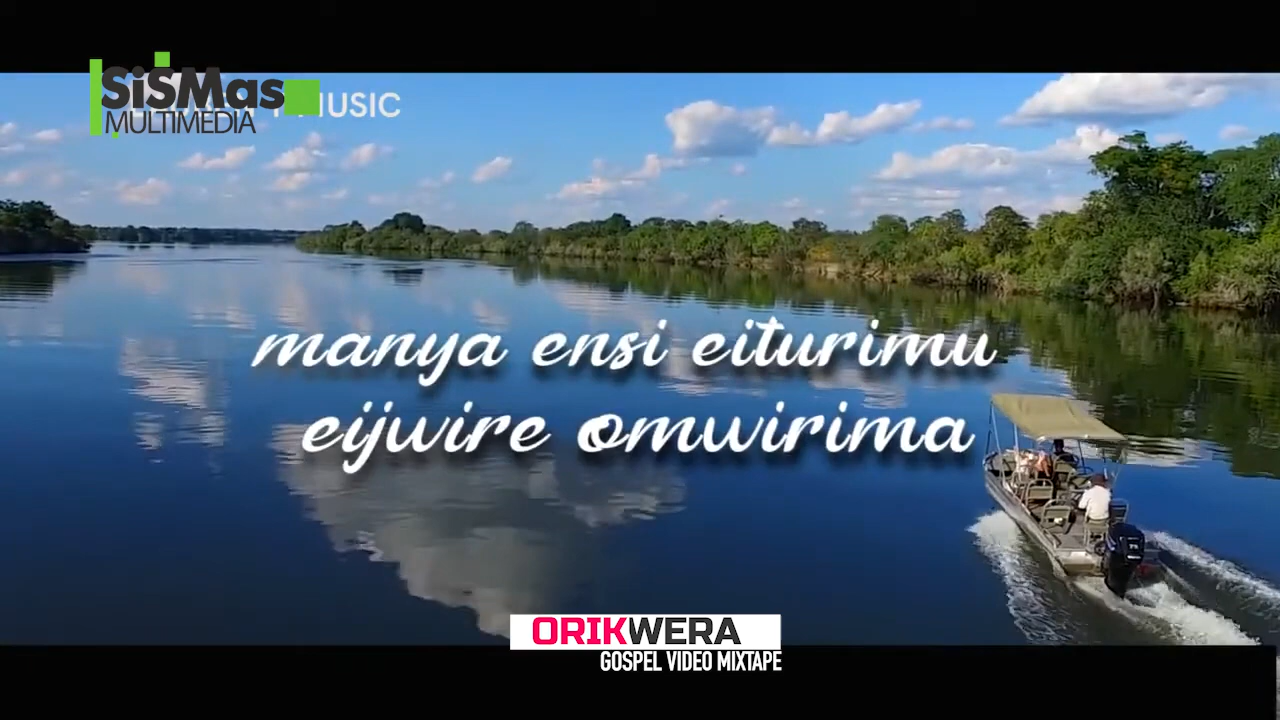 SiSMas
MULTIMEDIA
MUSIC
manya ensi eiturimu
eijwire omwirima
ORIKWERA
GOSPEL VIDEO MIXTAPE